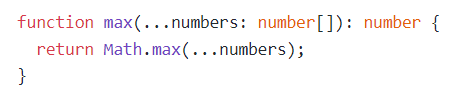 function max(...numbers: number[]): number {
  return Math.max(...numbers);
}